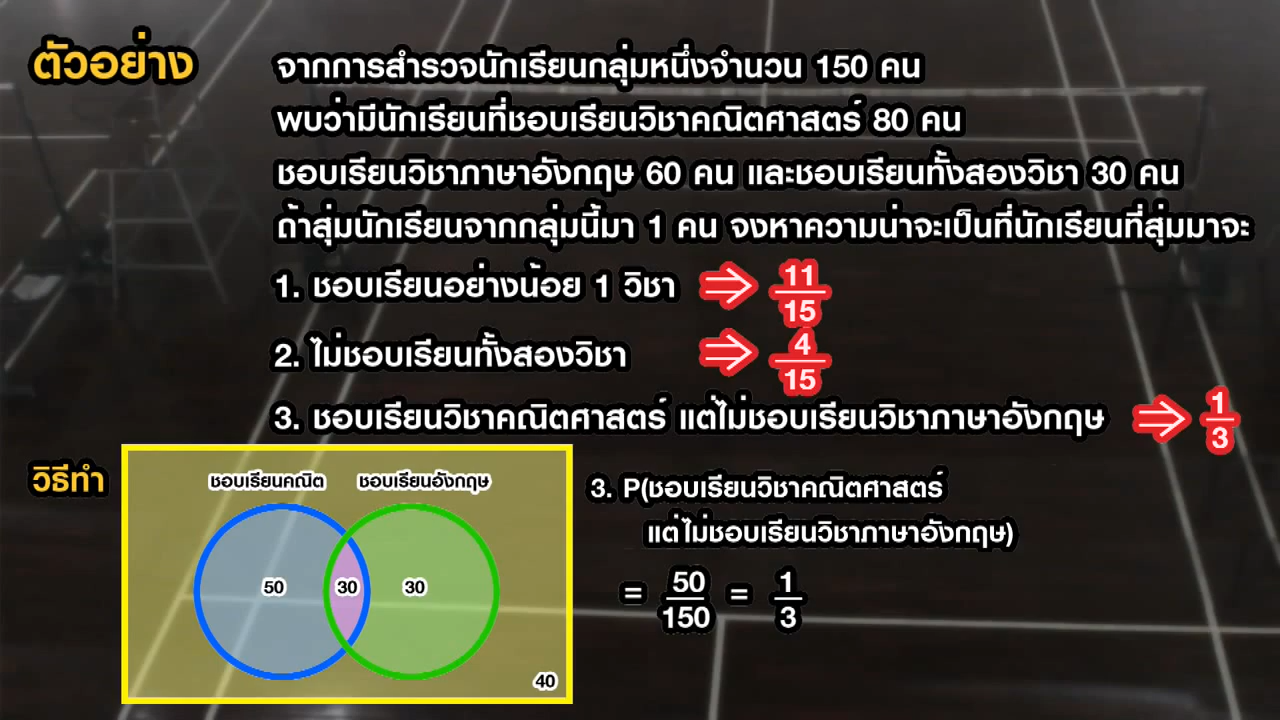 ตัวอย่าง
จากการสำรวจนักเรียนกลุ่มหนึ่งจำนวน 150 คน
พบว่ามีนักเรียนที่ชอบเรียนวิชาคณิตศาสตร์ 80 คน
ชอบเรียนวิชาภาษาอังกฤษ 60 คน และชอบเรียนทั้งสองวิชา 30 คน
ถ้าสุ่มนักเรียนจากกลุ่มนี้มา 1 คน จงหาความน่าจะเป็นที่นักเรียนที่สุ่มมาจะ
1. ชอบเรียนอย่างน้อย 1 วิชา ⇒ 11/15
2. ไม่ชอบเรียนทั้งสองวิชา ⇒ 4/15
3. ชอบเรียนวิชาคณิตศาสตร์ แต่ไม่ชอบเรียนวิชาภาษาอังกฤษ ⇒ 1/3
วิธีทำ
ชอบเรียนคณิต ชอบเรียนอังกฤษ
50 30 30
40
3. P(ชอบเรียนวิชาคณิตศาสตร์
แต่ไม่ชอบเรียนวิชาภาษาอังกฤษ)
= 50/150 = 1/3